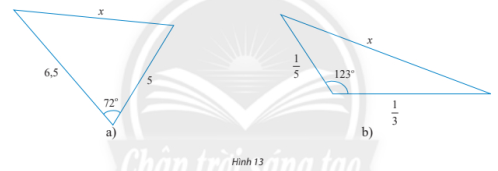 x
x
6,5
5
72°
1/5
123°
1/3
a)
b)
Chân trời sáng tạo
Hình 13